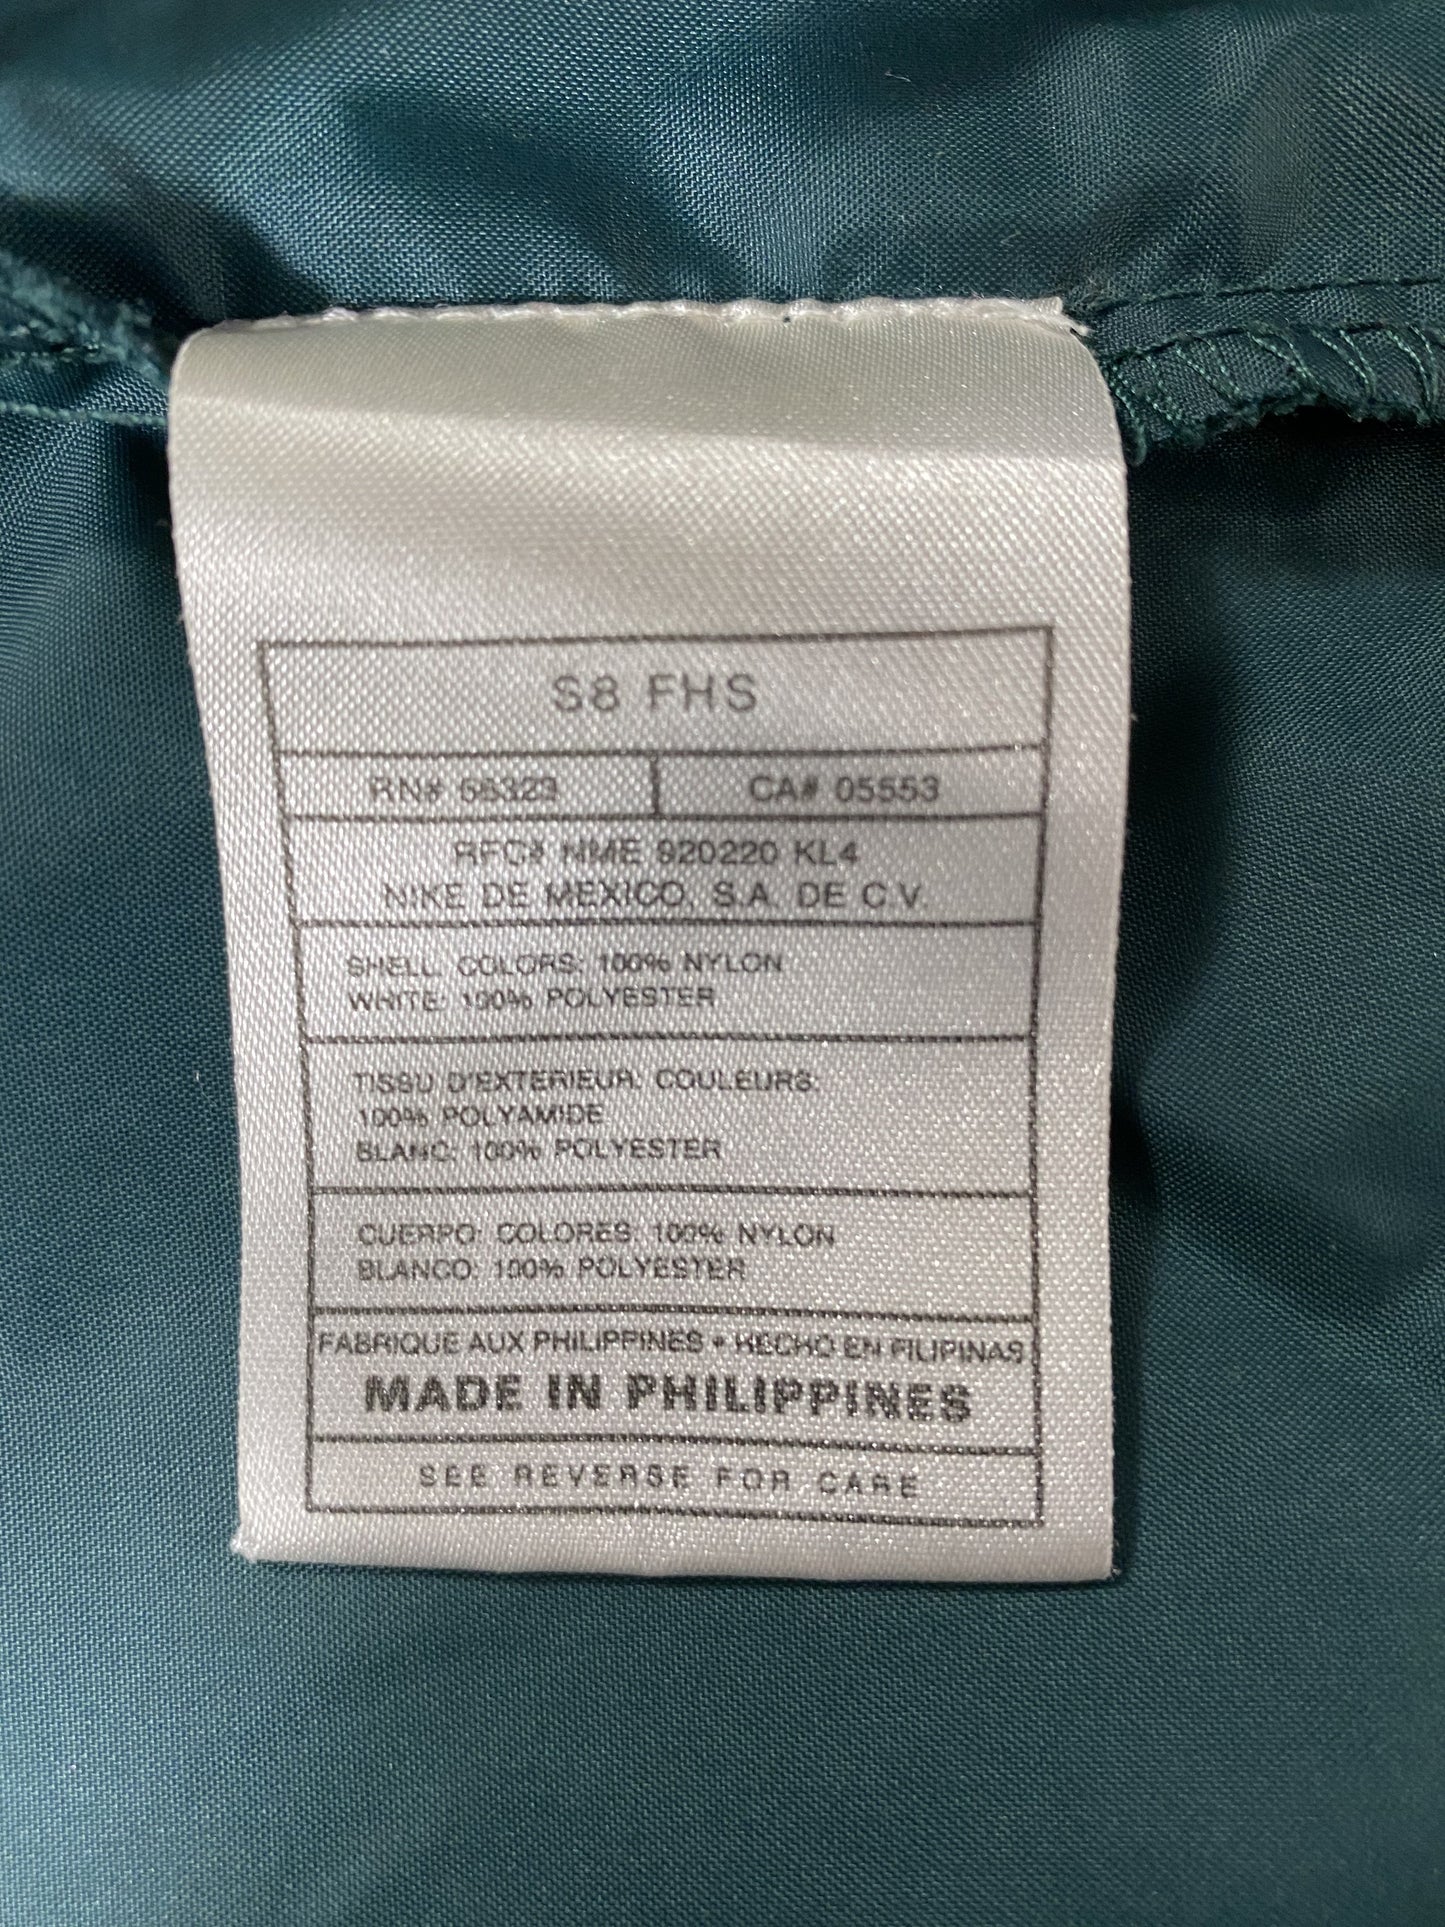 S8 FHS
RN# 56323
CA# 05553
RFC# NME 920220 KL4
NIKE DE MEXICO, S.A. DE C.V.
SHELL: COLORS: 100% NYLON
WHITE: 100% POLYESTER
TISSU D'EXTERIEUR: COULEURS:
100% POLYAMIDE
BLANC: 100% POLYESTER
CUERPO: COLORES: 100% NYLON
BLANCO: 100% POLYESTER
FABRIQUE AUX PHILIPPINES • HECHO EN FILIPINAS
MADE IN PHILIPPINES
SEE REVERSE FOR CARE